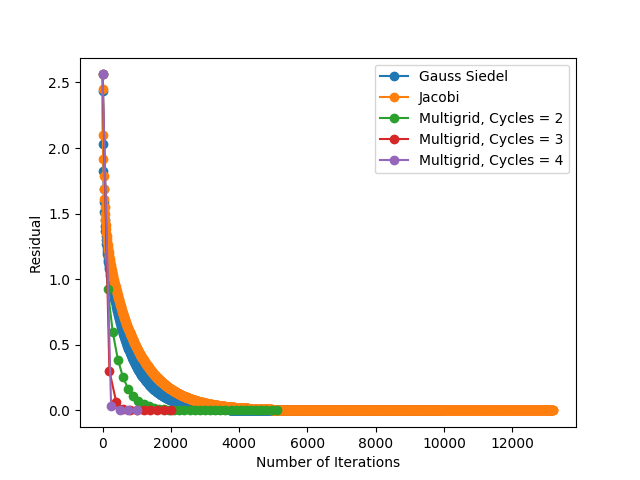 Gauss Siedel
Jacobi
Multigrid, Cycles = 2
Multigrid, Cycles = 3
Multigrid, Cycles = 4
2.5
2.0
1.5
1.0
0.5
0.0
Residual
0 2000 4000 6000 8000 10000 12000
Number of Iterations